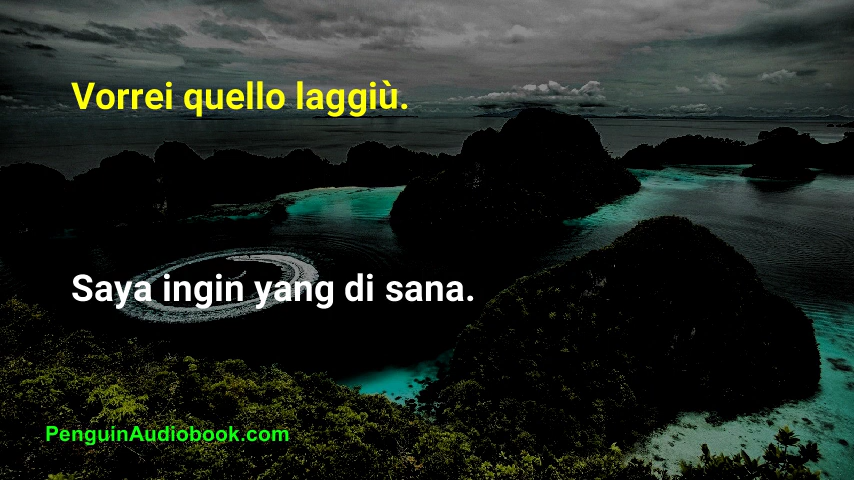 Vorrei quello laggiù.
Saya ingin yang di sana.
PenguinAudiobook.com